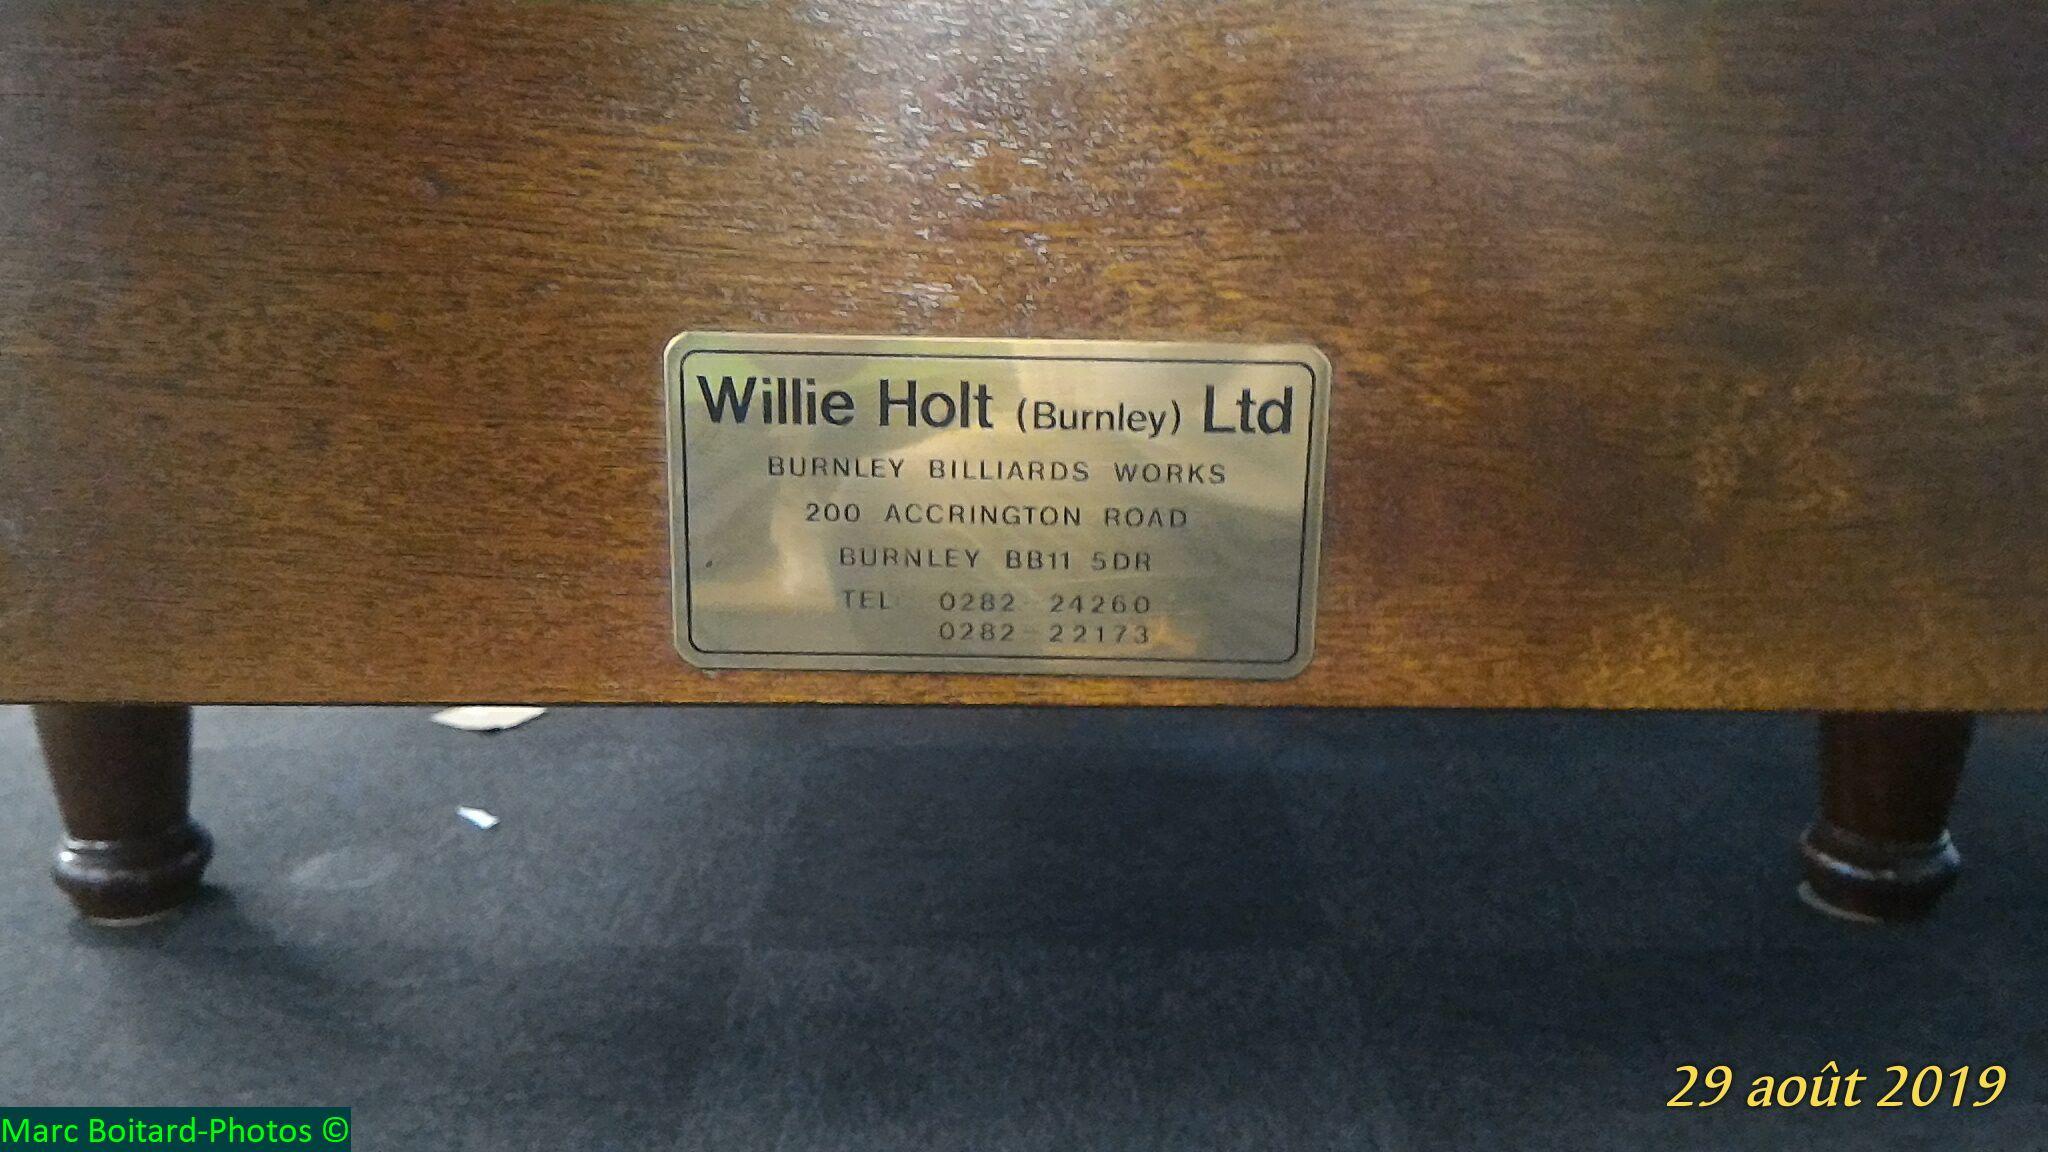 Willie Holt (Burnley) Ltd
BURNLEY BILLIARDS WORKS
200 ACCRINGTON ROAD
BURNLEY BB11 5DR
TEL 0282 24260
0282 22173
29 août 2019
Marc Boitard-Photos ©